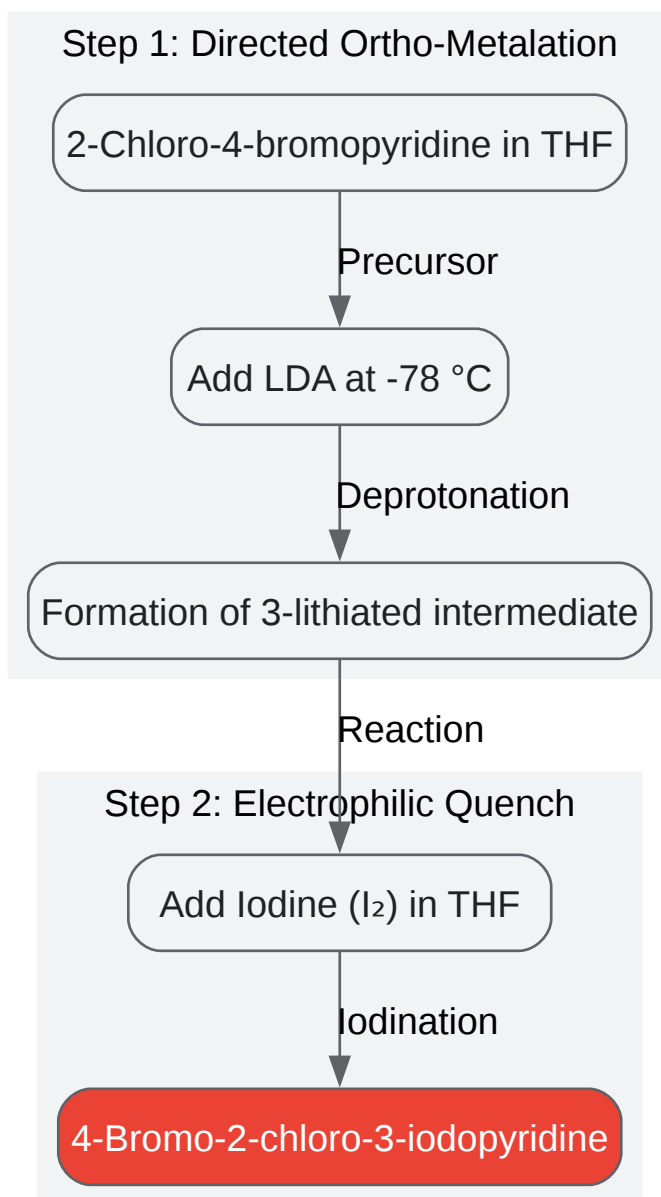 Step 1: Directed Ortho-Metalation
2-Chloro-4-bromopyridine in THF
Precursor
Add LDA at -78 °C
Deprotonation
Formation of 3-lithiated intermediate
Reaction
Step 2: Electrophilic Quench
Add Iodine (I₂) in THF
Iodination
4-Bromo-2-chloro-3-iodopyridine